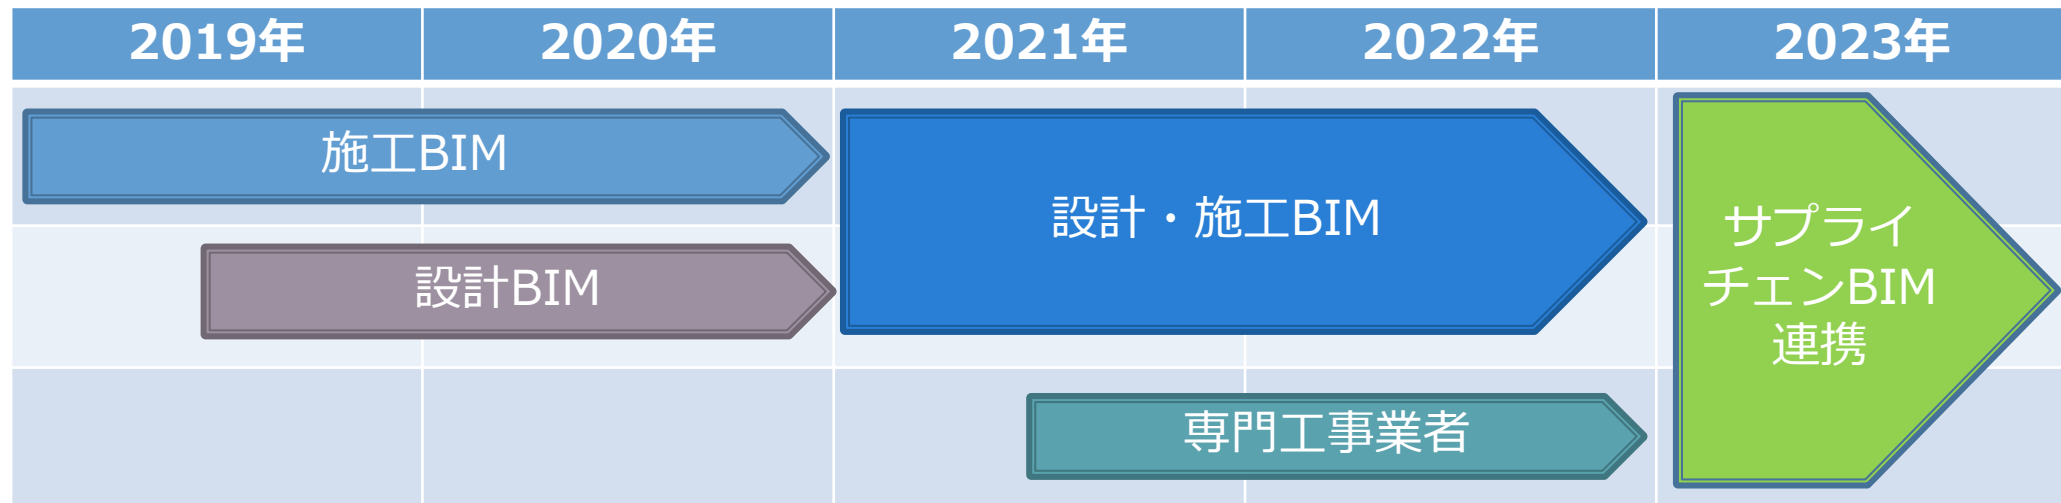 2019年 2020年 2021年 2022年 2023年
施工BIM
設計BIM
設計・施工BIM
専門工事業者
サプライ
チェンBIM
連携